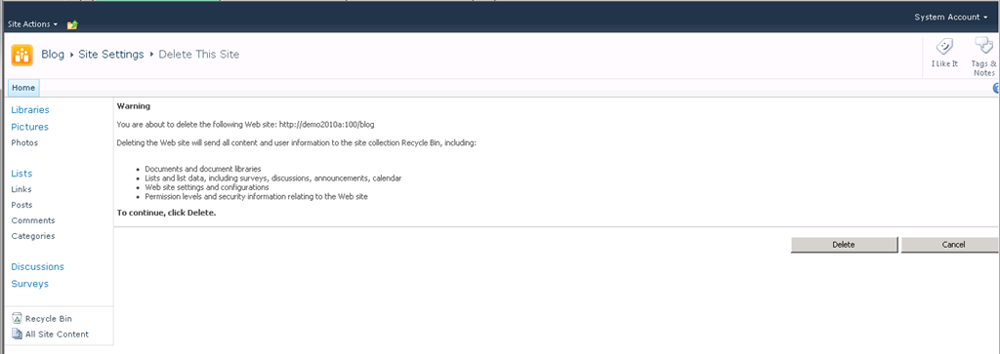 Site Actions
System Account
Blog ▸ Site Settings ▸ Delete This Site
I Like It
Tags &
Notes
Home
Libraries
Pictures
Photos
Lists
Links
Posts
Comments
Categories
Discussions
Surveys
Recycle Bin
All Site Content
Warning
You are about to delete the following Web site: http://demo2010a:100/blog
Deleting the Web site will send all content and user information to the site collection Recycle Bin, including:
• Documents and document libraries
• Lists and list data, including surveys, discussions, announcements, calendar
• Web site settings and configurations
• Permission levels and security information relating to the Web site
To continue, click Delete.
Delete
Cancel